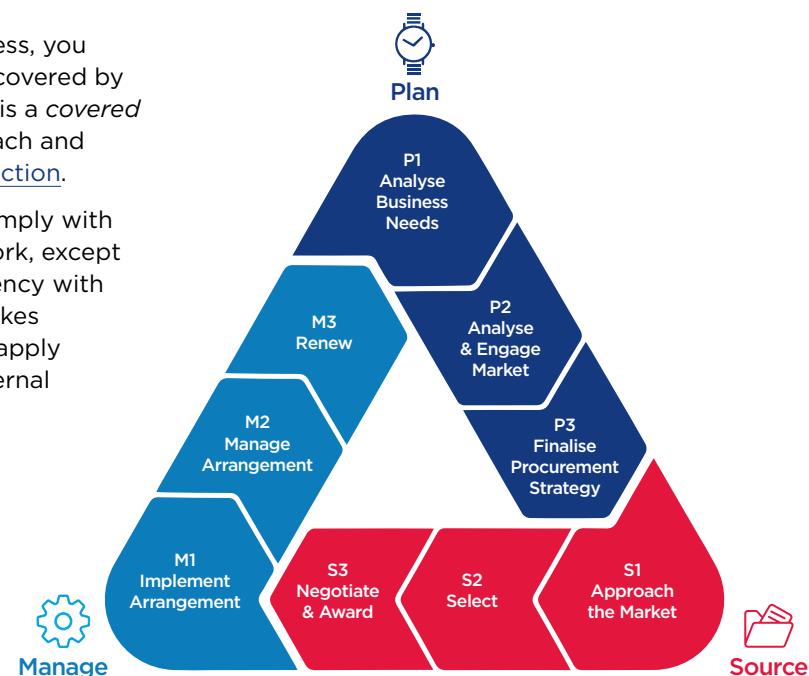 ess, you
covered by
is a covered
ach and
ction.
mply with
ork, except
ency with
kes
apply
ernal
Plan
P1
Analyse
Business
Needs
P2
Analyse
& Engage
Market
P3
Finalise
Procurement
Strategy
S1
Approach
the Market
S2
Select
S3
Negotiate
& Award
M1
Implement
Arrangement
M2
Manage
Arrangement
M3
Renew
Manage
Source